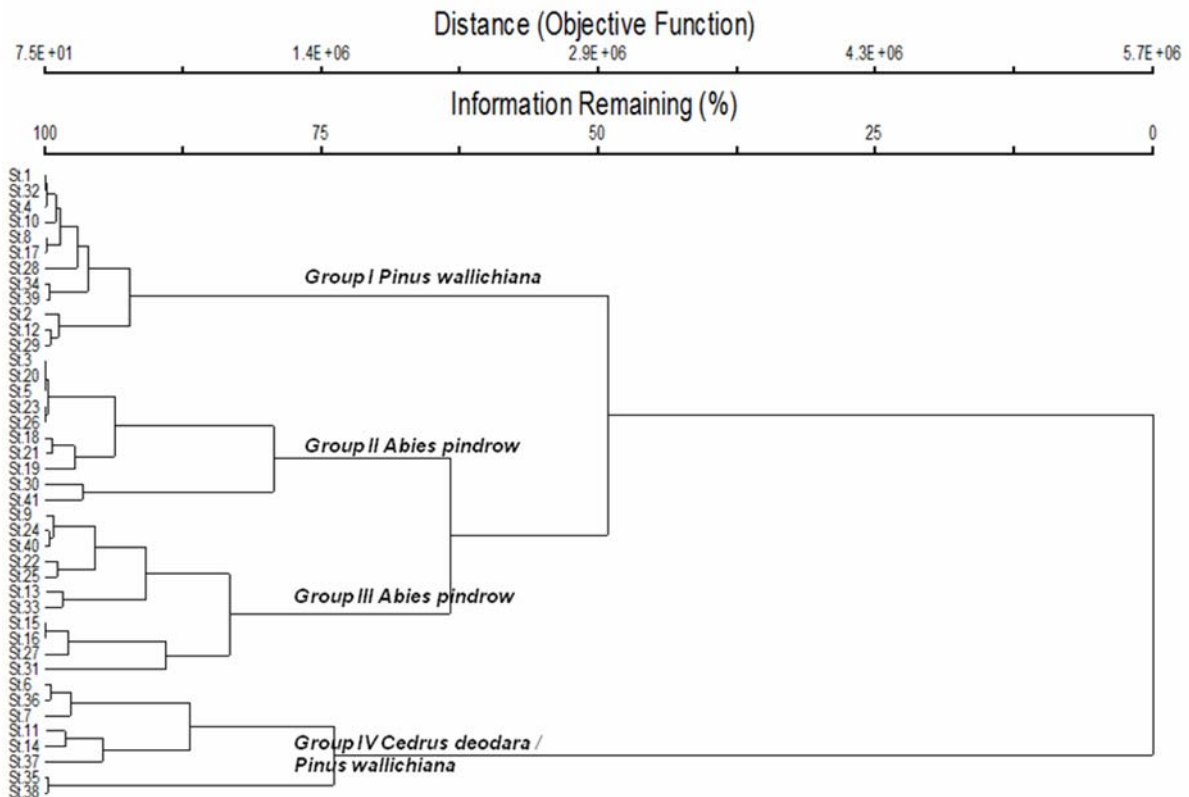 Distance (Objective Function)
7.5E+01 1.4E+06 2.9E+06 4.3E+06 5.7E+06
Information Remaining (%)
100 75 50 25 0
St.1
St.32
St.4
St.10
St.8
St.17
St.28
St.34
St.39
St.2
St.12
St.29
St.3
St.20
St.5
St.23
St.26
St.18
St.21
St.19
St.30
St.41
St.9
St.24
St.40
St.22
St.25
St.13
St.33
St.15
St.16
St.27
St.31
St.6
St.36
St.7
St.11
St.14
St.37
St.35
St.38
Group I Pinus wallichiana
Group II Abies pindrow
Group III Abies pindrow
Group IV Cedrus deodara /
Pinus wallichiana